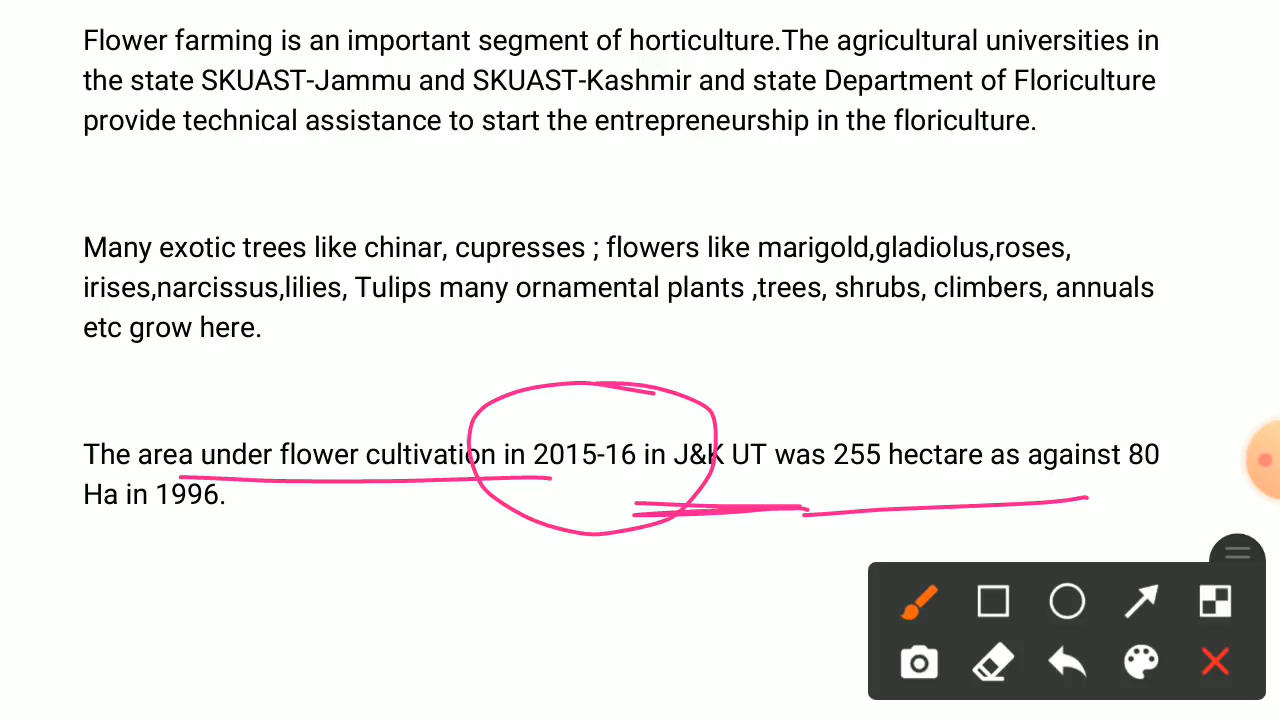 Flower farming is an important segment of horticulture.The agricultural universities in
the state SKUAST-Jammu and SKUAST-Kashmir and state Department of Floriculture
provide technical assistance to start the entrepreneurship in the floriculture.
Many exotic trees like chinar, cupresses ; flowers like marigold,gladiolus,roses,
irises,narcissus,lilies, Tulips many ornamental plants ,trees, shrubs, climbers, annuals
etc grow here.
The area under flower cultivation in 2015-16 in J&K UT was 255 hectare as against 80
Ha in 1996.